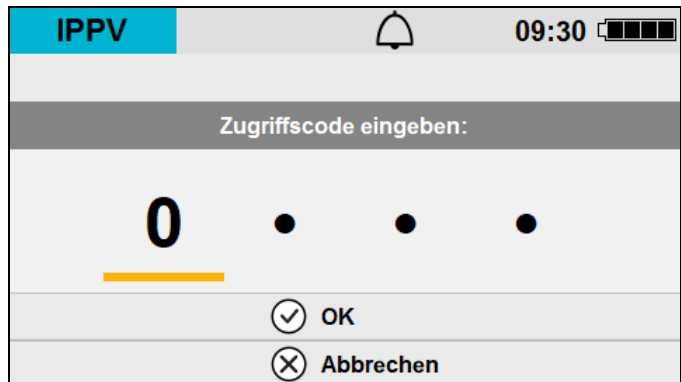 IPPV 09:30
Zugriffscode eingeben:
0 • • •
OK
Abbrechen